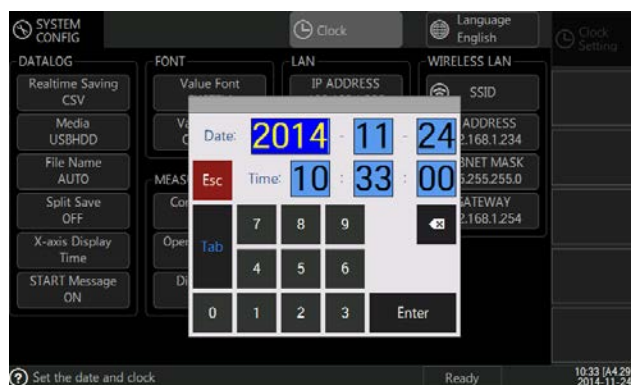 SYSTEM
CONFIG
Clock
Language
English
Clock
Setting
DATALOG
FONT
LAN
WIRELESS LAN
Realtime Saving
CSV
Value Font
IP ADDRESS
SSID
Media
USBHDD
ADDRESS
2.168.1.234
File Name
AUTO
MEAS
BNET MASK
5.255.255.0
Split Save
OFF
ATEWAY
2.168.1.254
X-axis Display
Time
Oper
START Message
ON
Date: 2014 - 11 - 24
Esc
Time: 10 : 33 : 00
Tab
7 8 9
4 5 6
0 1 2 3 Enter
? Set the date and clock
Ready
10:33 [A4.29
2014-11-24